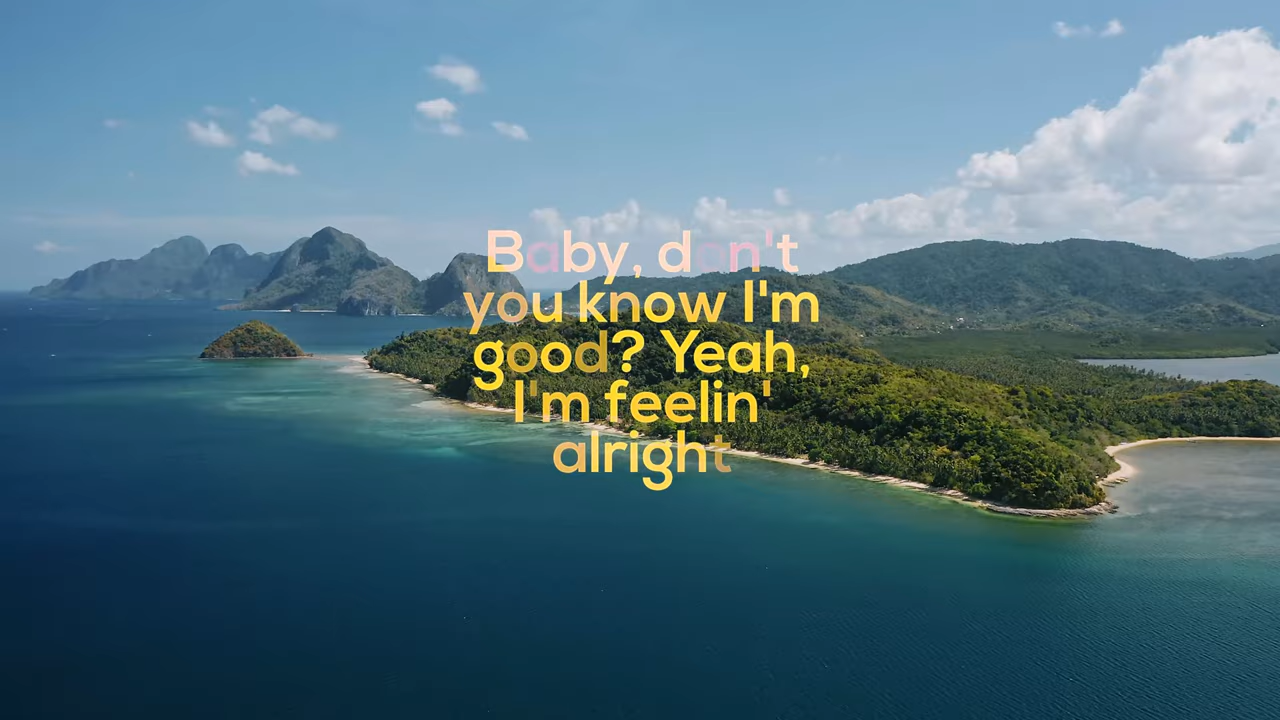 Baby, don't
you know I'm
good? Yeah,
I'm feelin'
alright